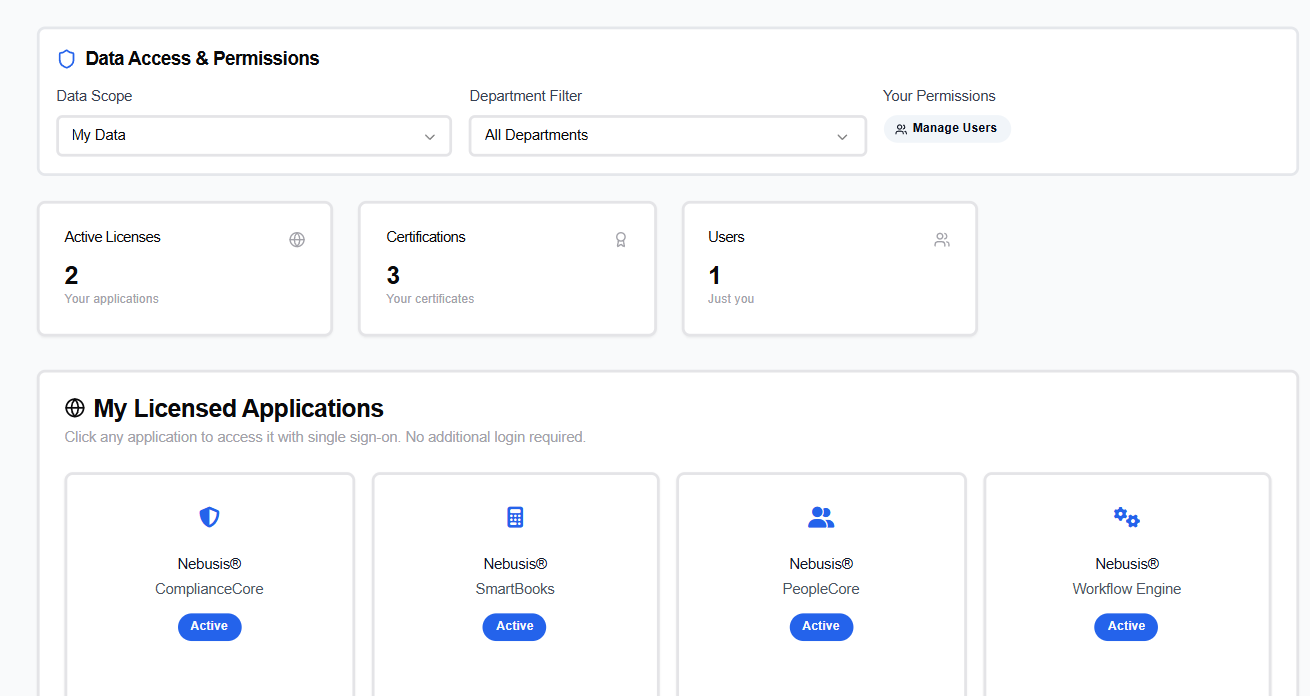 Data Access & Permissions
Data Scope
Department Filter
Your Permissions
My Data
All Departments
Manage Users
Active Licenses
2
Your applications
Certifications
3
Your certificates
Users
1
Just you
My Licensed Applications
Click any application to access it with single sign-on. No additional login required.
Nebusis®
ComplianceCore
Active
Nebusis®
SmartBooks
Active
Nebusis®
PeopleCore
Active
Nebusis®
Workflow Engine
Active